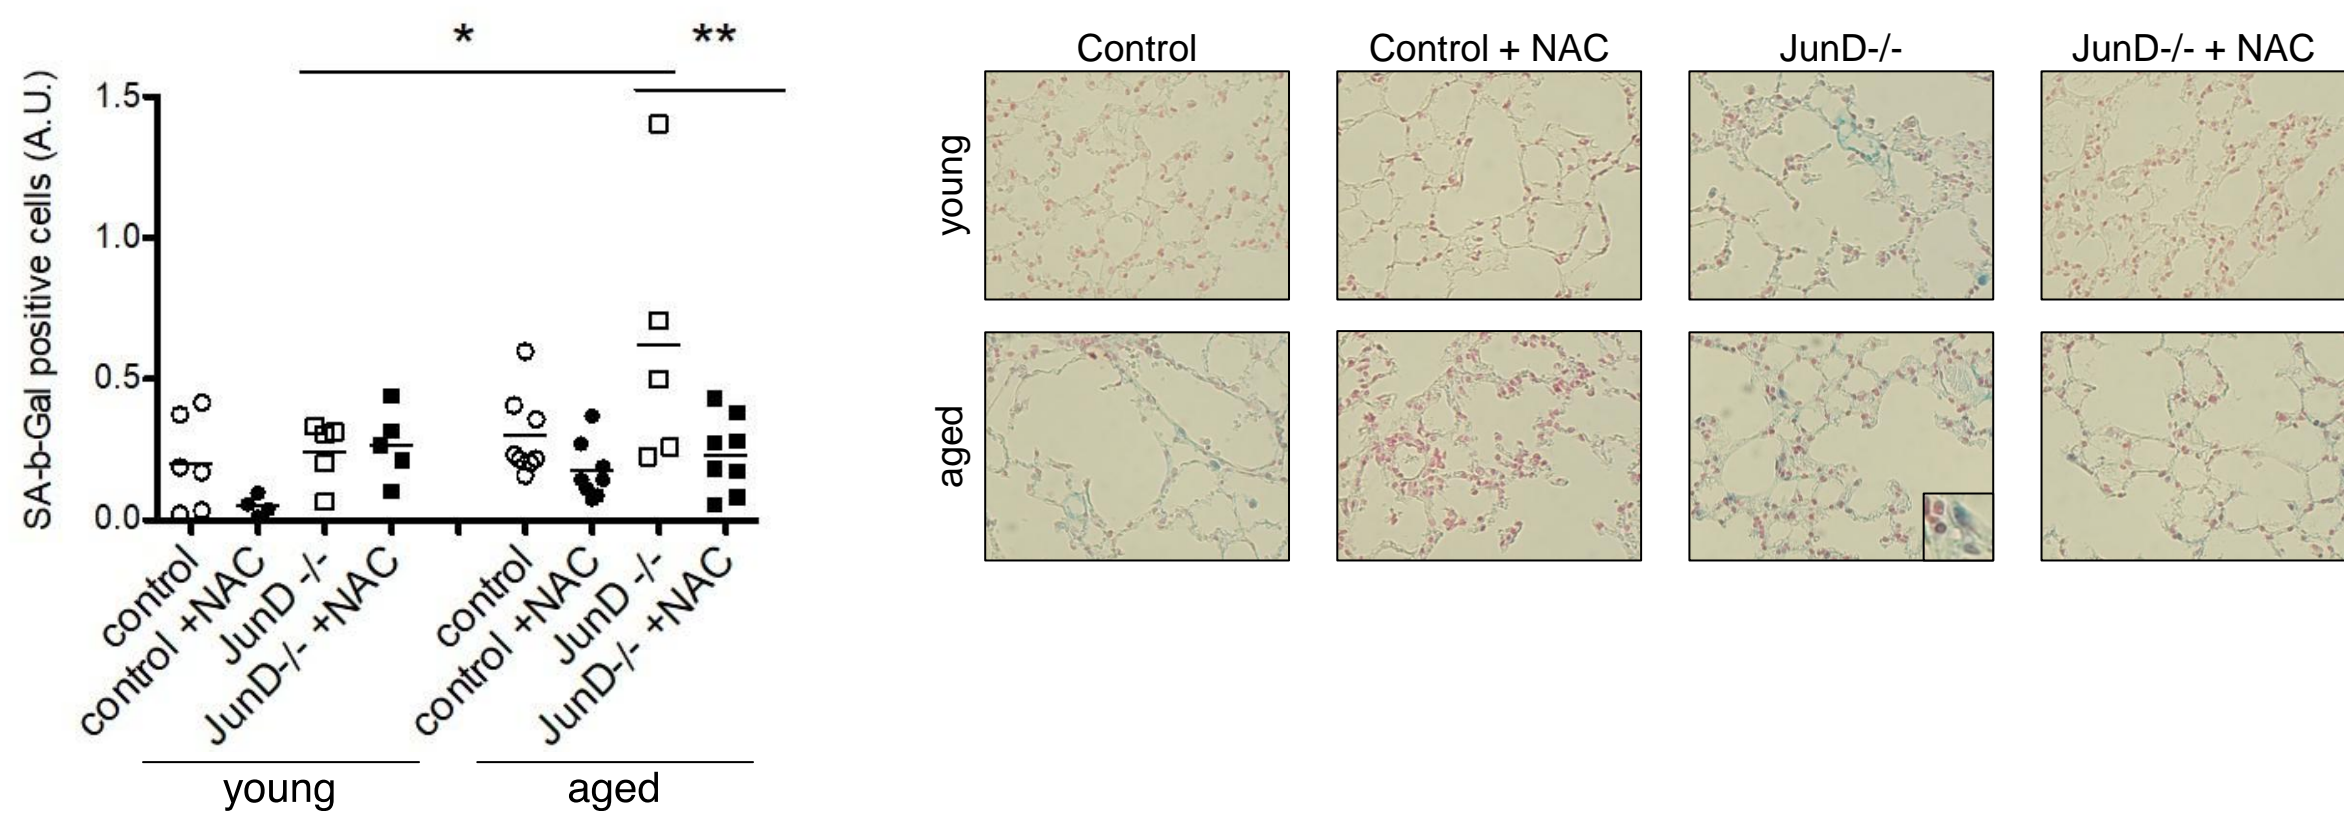 * **
SA-b-Gal positive cells (A.U.)
1.5
1.0
0.5
0.0
control
control +NAC
JunD -/-
JunD-/- +NAC
control
control +NAC
JunD -/-
JunD-/- +NAC
young
aged
Control Control + NAC JunD-/- JunD-/- + NAC
young
aged